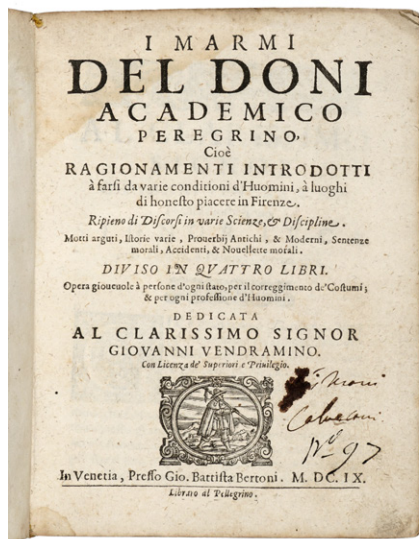 I MARMI
DEL DONI
ACADEMICO
PEREGRINO,
Cioè
RAGIONAMENTI INTRODOTTI
à farsi da varie conditioni d'Huomini, à luoghi
di honesto piacere in Firenze.
Ripieno di Discorsi in varie Scienze, & Discipline.
Motti arguti, Istorie varie, Prouerbij Antichi, & Moderni, Sentenze
morali, Accidenti, & Nouellette morali.
DIVISO IN QVATTRO LIBRI.
Opera gioueuole à persone d'ogni stato, per il correggimento de' Costumi;
& per ogni professione d'Huomini.
DEDICATA
AL CLARISSIMO SIGNOR
GIOVANNI VENDRAMINO.
Con Licenza de' Superiori e Priuilegio.
97
In Venetia, Presso Gio. Battista Bertoni. M. DC. IX.
Libraro al Pellegrino.